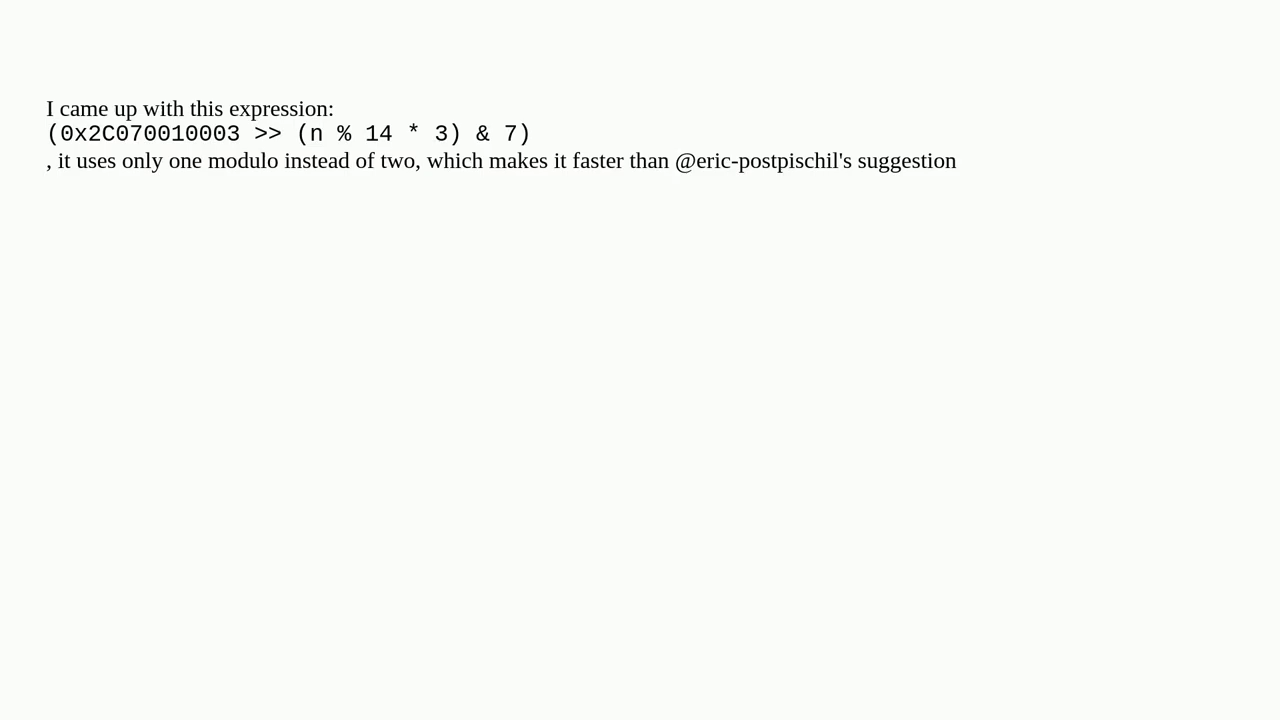 I came up with this expression:
(0x2C070010003 >> (n % 14 * 3) & 7)
, it uses only one modulo instead of two, which makes it faster than @eric-postpischil's suggestion